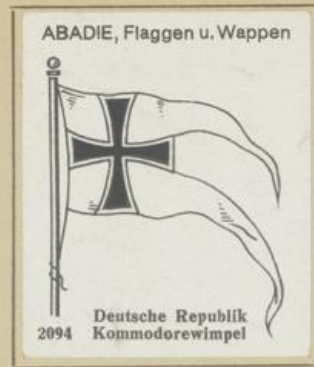 ABADIE, Flaggen u. Wappen
Deutsche Republik
2094 Kommodorewimpel